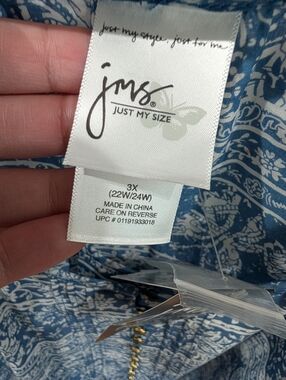 just my style. just for me
jms®
JUST MY SIZE
3X
(22W/24W)
MADE IN CHINA
CARE ON REVERSE
UPC # 01191933018